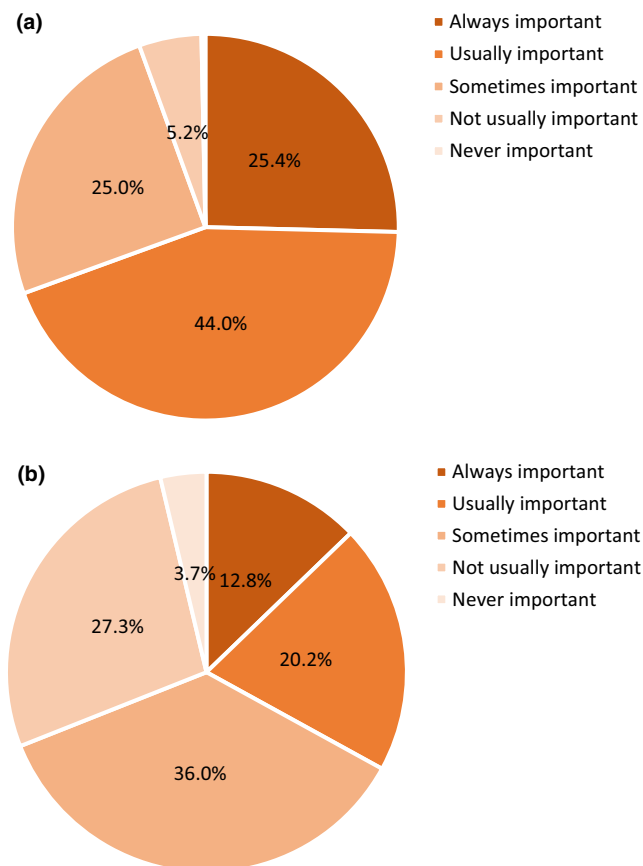 (a)
Always important
Usually important
Sometimes important
Not usually important
Never important
5.2%
25.4%
25.0%
44.0%
(b)
Always important
Usually important
Sometimes important
Not usually important
Never important
3.7%
12.8%
27.3%
20.2%
36.0%